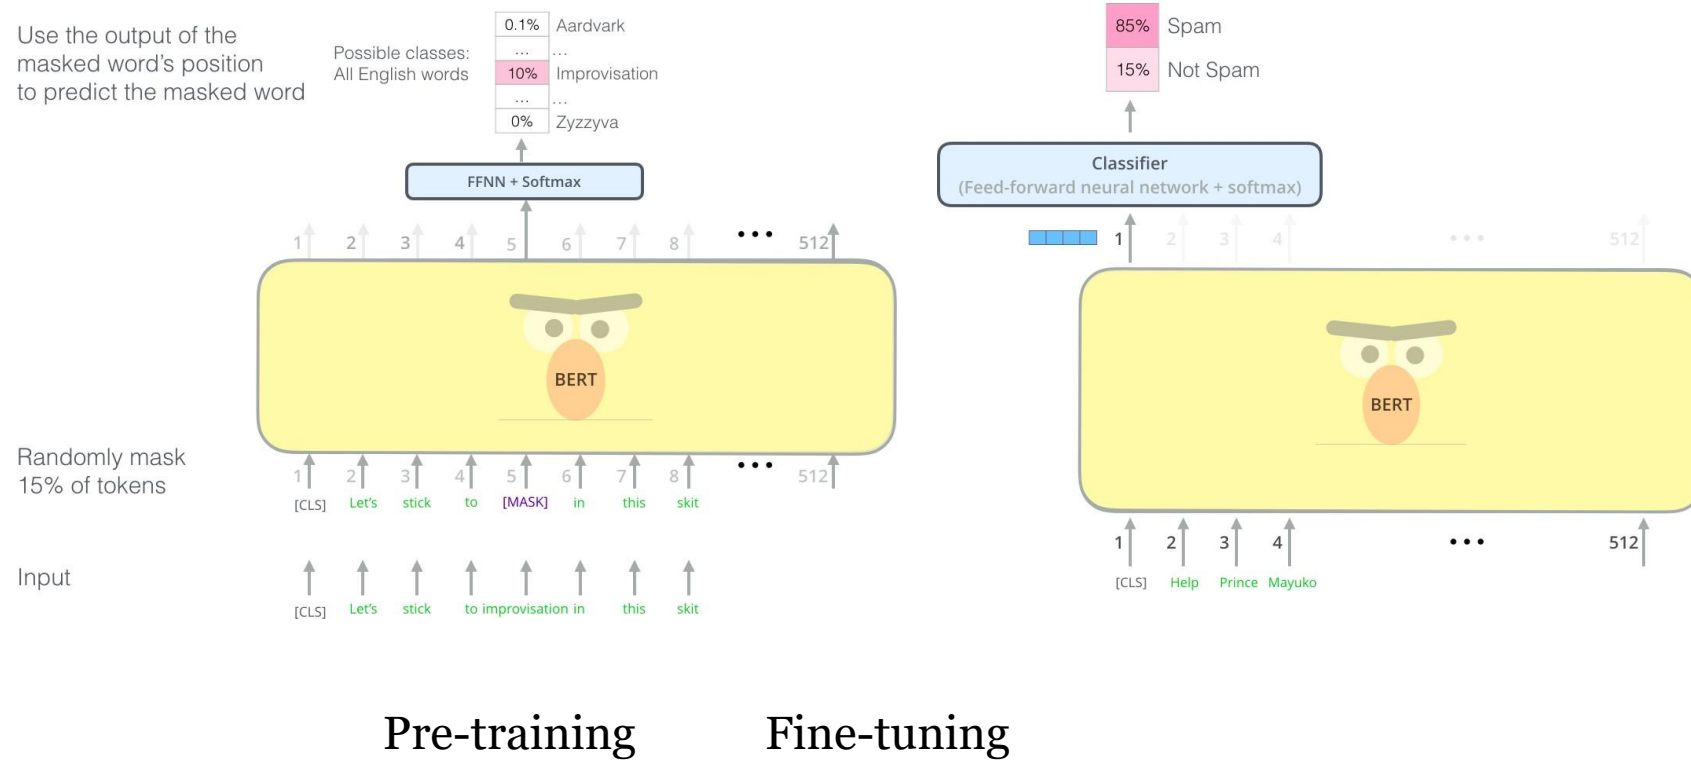 Use the output of the
masked word's position
to predict the masked word
Possible classes:
All English words
0.1% Aardvark
... ...
10% Improvisation
... ...
0% Zyzzyva
FFNN + Softmax
1 2 3 4 5 6 7 8 ... 512
BERT
Randomly mask
15% of tokens
1 2 3 4 5 6 7 8 ... 512
[CLS] Let's stick to [MASK] in this skit
Input
[CLS] Let's stick to improvisation in this skit
85% Spam
15% Not Spam
Classifier
(Feed-forward neural network + softmax)
1 2 3 4 ... 512
BERT
1 2 3 4 ... 512
[CLS] Help Prince Mayuko
Pre-training
Fine-tuning